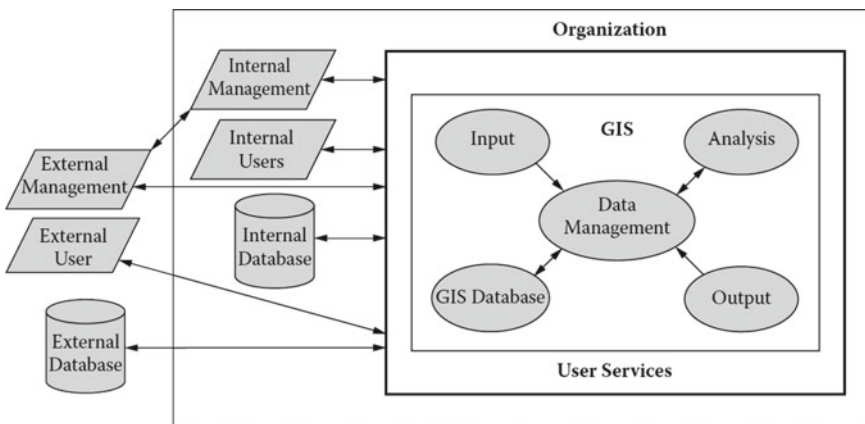 Organization
Internal
Management
Internal
Users
External
Management
External
User
Internal
Database
External
Database
GIS
Input
Analysis
Data
Management
GIS Database
Output
User Services